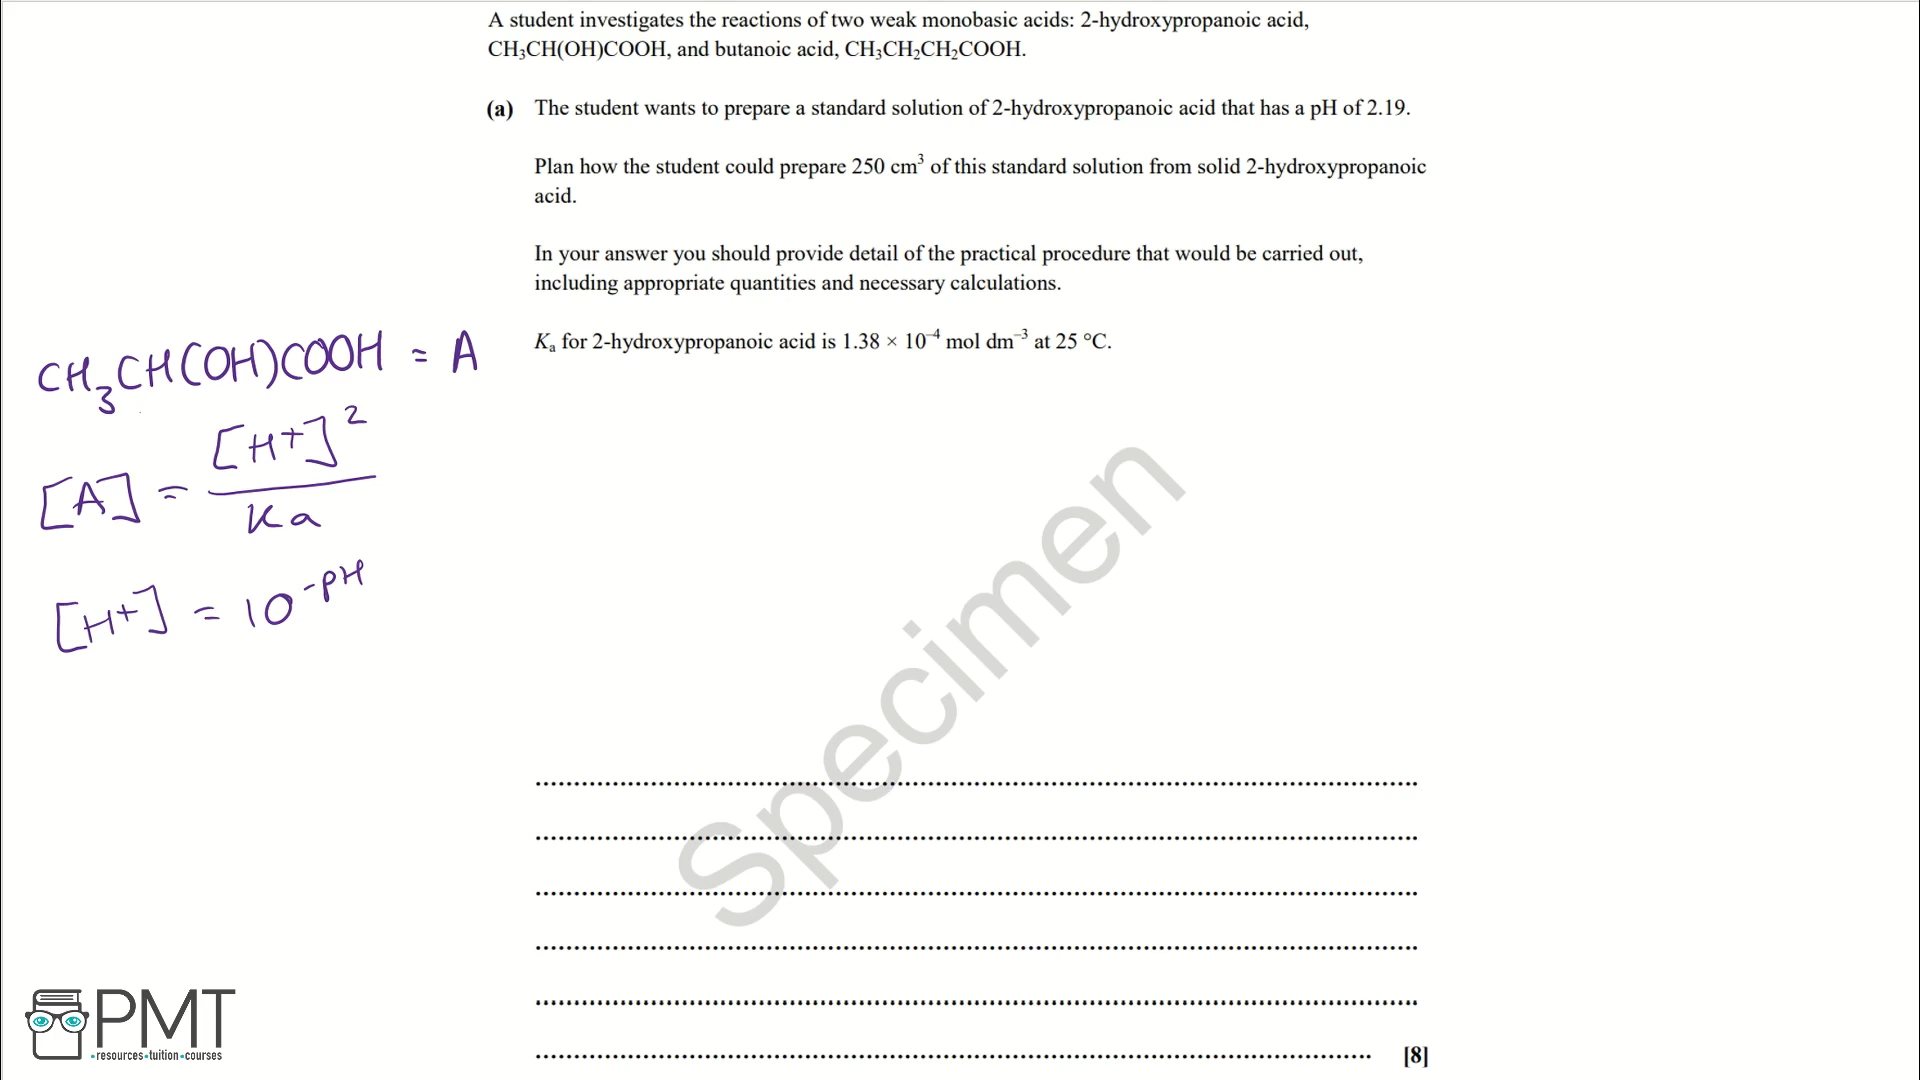 A student investigates the reactions of two weak monobasic acids: 2-hydroxypropanoic acid,
CH₃CH(OH)COOH, and butanoic acid, CH₃CH₂CH₂COOH.
(a) The student wants to prepare a standard solution of 2-hydroxypropanoic acid that has a pH of 2.19.
Plan how the student could prepare 250 cm³ of this standard solution from solid 2-hydroxypropanoic
acid.
In your answer you should provide detail of the practical procedure that would be carried out,
including appropriate quantities and necessary calculations.
Kₐ for 2-hydroxypropanoic acid is 1.38 × 10⁻⁴ mol dm⁻³ at 25 °C.
CH₃CH(OH)COOH = A
[A] = [H+]²
Ka
[H+] = 10^-pH
Specimen
[8]
PMT
•resources•tuition•courses